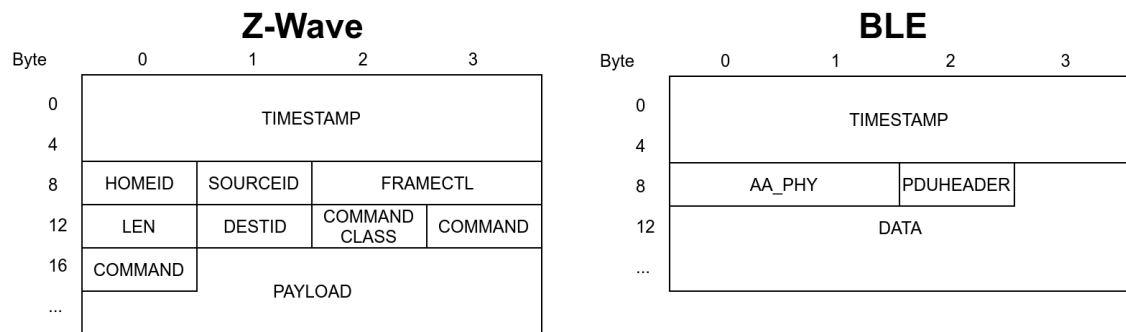 Z-Wave
Byte 0 1 2 3
0
TIMESTAMP
4
8 HOMEID SOURCEID FRAMECTL
12 LEN DESTID COMMAND CLASS COMMAND
16 COMMAND
PAYLOAD
...
BLE
Byte 0 1 2 3
0
TIMESTAMP
4
8 AA_PHY PDUHEADER
12 DATA
...